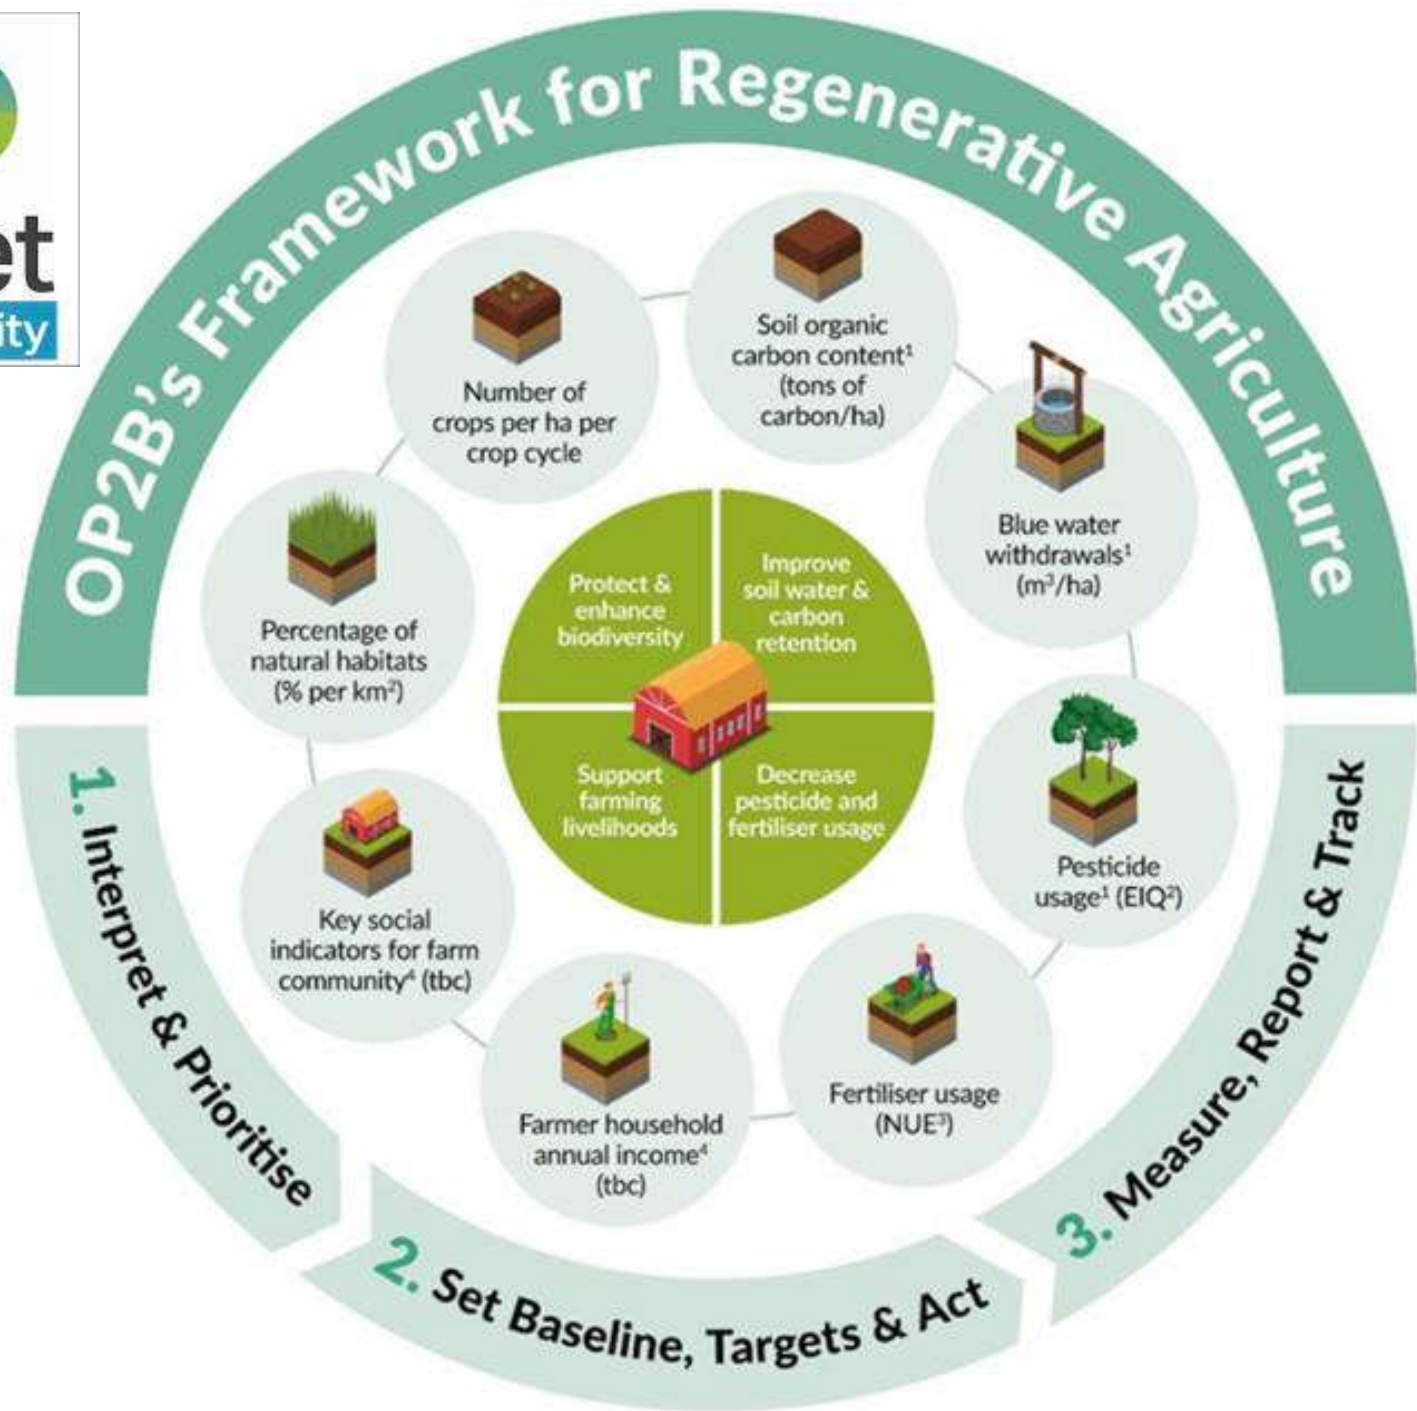 et
ity
OP2B's Framework for Regenerative Agriculture
Number of
crops per ha per
crop cycle
Soil organic
carbon content¹
(tons of
carbon/ha)
Blue water
withdrawals¹
(m³/ha)
Percentage of
natural habitats
(% per km²)
Protect &
enhance
biodiversity
Improve
soil water &
carbon
retention
Support
farming
livelihoods
Decrease
pesticide and
fertiliser usage
Pesticide
usage¹ (EIQ²)
Key social
indicators for farm
community⁴ (tbc)
Farmer household
annual income⁴
(tbc)
Fertiliser usage
(NUE³)
1. Interpret & Prioritise
2. Set Baseline, Targets & Act
3. Measure, Report & Track